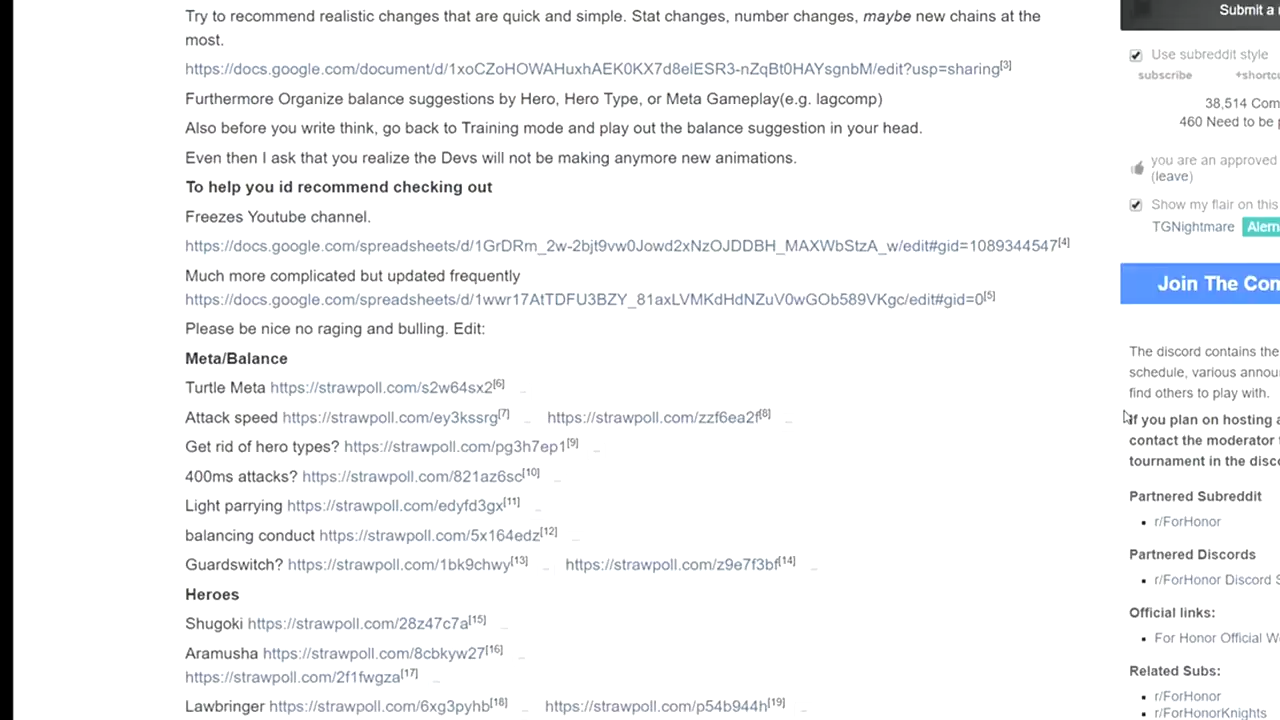 Try to recommend realistic changes that are quick and simple. Stat changes, number changes, maybe new chains at the
most.
https://docs.google.com/document/d/1xoCZoHOWAHuxhAEK0KX7d8elESR3-nZqBt0HAYsgnbM/edit?usp=sharing[3]
Furthermore Organize balance suggestions by Hero, Hero Type, or Meta Gameplay(e.g. lagcomp)
Also before you write think, go back to Training mode and play out the balance suggestion in your head.
Even then I ask that you realize the Devs will not be making anymore new animations.
To help you id recommend checking out
Freezes Youtube channel.
https://docs.google.com/spreadsheets/d/1GrDRm_2w-2bjt9vw0Jowd2xNzOJDDBH_MAXWbStzA_w/edit#gid=1089344547[4]
Much more complicated but updated frequently
https://docs.google.com/spreadsheets/d/1wwr17AtTDFU3BZY_81axLVMKdHdNZuV0wGOb589VKgc/edit#gid=0[5]
Please be nice no raging and bulling. Edit:
Meta/Balance
Turtle Meta https://strawpoll.com/s2w64sx2[6]
Attack speed https://strawpoll.com/ey3kssrg[7] https://strawpoll.com/zzf6ea2f[8]
Get rid of hero types? https://strawpoll.com/pg3h7ep1[9]
400ms attacks? https://strawpoll.com/821az6sc[10]
Light parrying https://strawpoll.com/edyfd3gx[11]
balancing conduct https://strawpoll.com/5x164edz[12]
Guardswitch? https://strawpoll.com/1bk9chwy[13] https://strawpoll.com/z9e7f3bf[14]
Heroes
Shugoki https://strawpoll.com/28z47c7a[15]
Aramusha https://strawpoll.com/8cbkyw27[16]
https://strawpoll.com/2f1fwgza[17]
Lawbringer https://strawpoll.com/6xg3pyhb[18] https://strawpoll.com/p54b944h[19]
Submit a
Use subreddit style
subscribe +shortcu
38,514 Com
460 Need to be p
you are an approved
(leave)
Show my flair on this
TGNightmare Alern
Join The Con
The discord contains the
schedule, various annou
find others to play with.
If you plan on hosting a
contact the moderator t
tournament in the disco
Partnered Subreddit
r/ForHonor
Partnered Discords
r/ForHonor Discord S
Official links:
For Honor Official We
Related Subs:
r/ForHonor
r/ForHonorKnights